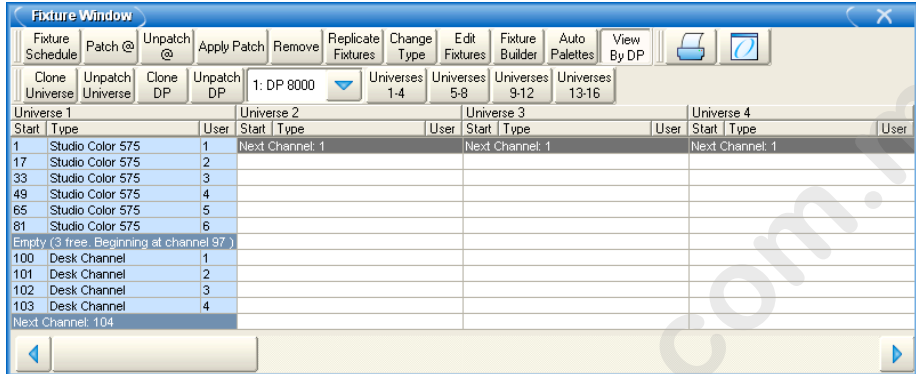 Fixture Window
Fixture Schedule Patch @ Unpatch @ Apply Patch Remove Replicate Fixtures Change Type Edit Fixtures Fixture Builder Auto Palettes View By DP
Clone Universe Unpatch Universe Clone DP Unpatch DP 1: DP 8000 Universes 1-4 Universes 5-8 Universes 9-12 Universes 13-16
Universe 1 Universe 2 Universe 3 Universe 4
Start Type User Start Type User Start Type User Start Type User
1 Studio Color 575 1 Next Channel: 1 Next Channel: 1 Next Channel: 1
17 Studio Color 575 2
33 Studio Color 575 3
49 Studio Color 575 4
65 Studio Color 575 5
81 Studio Color 575 6
Empty (3 free. Beginning at channel 97 )
100 Desk Channel 1
101 Desk Channel 2
102 Desk Channel 3
103 Desk Channel 4
Next Channel: 104
com.m